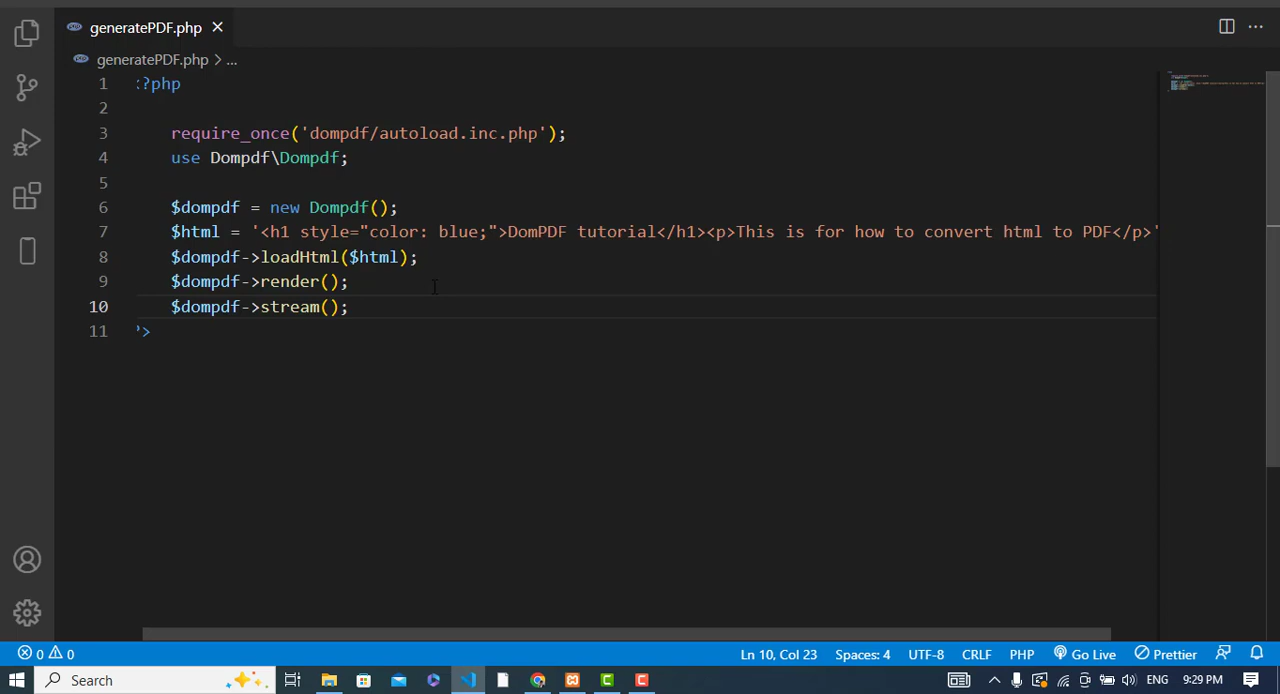 generatePDF.php
generatePDF.php > ...
1 <?php
2
3 require_once('dompdf/autoload.inc.php');
4 use Dompdf\Dompdf;
5
6 $dompdf = new Dompdf();
7 $html = '<h1 style="color: blue;">DomPDF tutorial</h1><p>This is for how to convert html to PDF</p>'
8 $dompdf->loadHtml($html);
9 $dompdf->render();
10 $dompdf->stream();
11 ?>
0 0 Ln 10, Col 23 Spaces: 4 UTF-8 CRLF PHP Go Live Prettier
Search ENG 9:29 PM